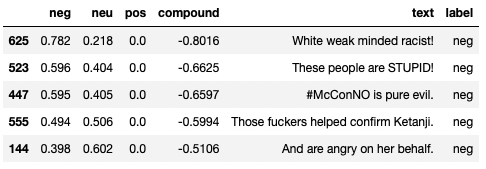 neg neu pos compound text label
625 0.782 0.218 0.0 -0.8016 White weak minded racist! neg
523 0.596 0.404 0.0 -0.6625 These people are STUPID! neg
447 0.595 0.405 0.0 -0.6597 #McConNO is pure evil. neg
555 0.494 0.506 0.0 -0.5994 Those fuckers helped confirm Ketanji. neg
144 0.398 0.602 0.0 -0.5106 And are angry on her behalf. neg